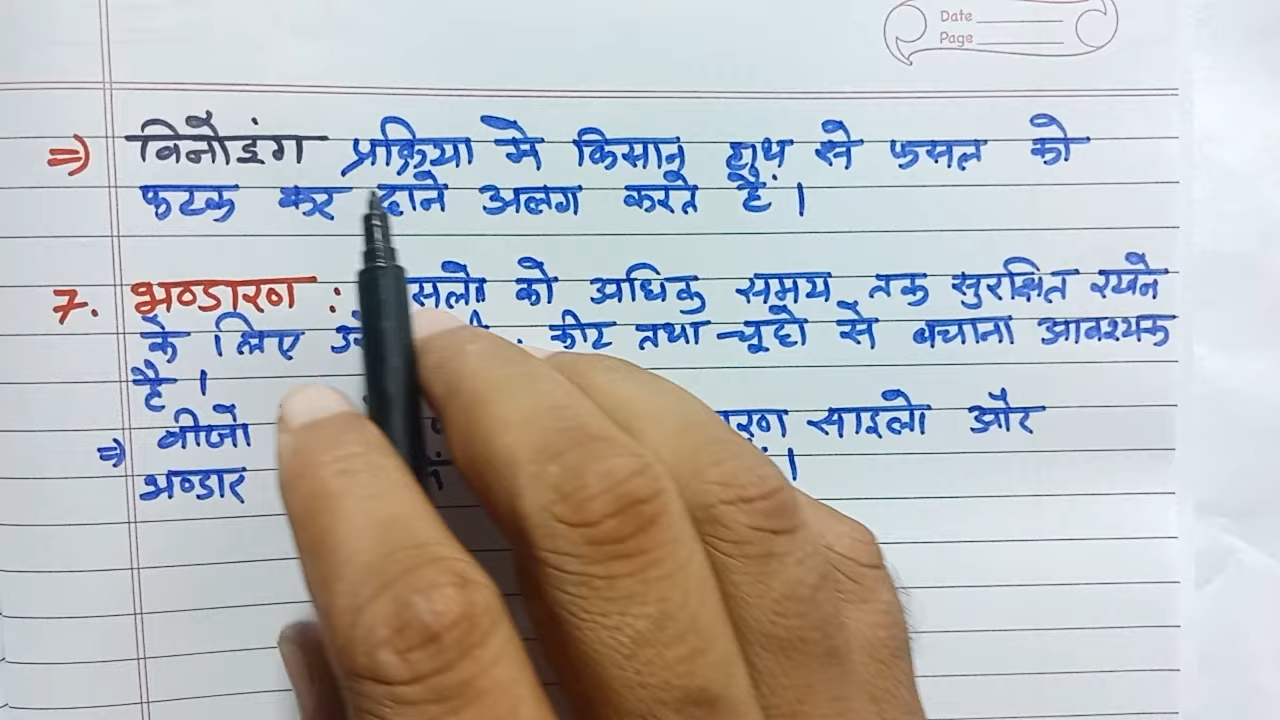 Date
Page
⇒ विनोइंग प्रक्रिया मे किसान हाथ से फसल को
फटक कर दाने अलग करते है।
7. भण्डारण : सलो को अधिक समय तक सुरक्षित रखने
के लिए कीट तथा चूहो से बचाना आवश्यक
है।
⇒ बीजो साइलो और
भण्डार